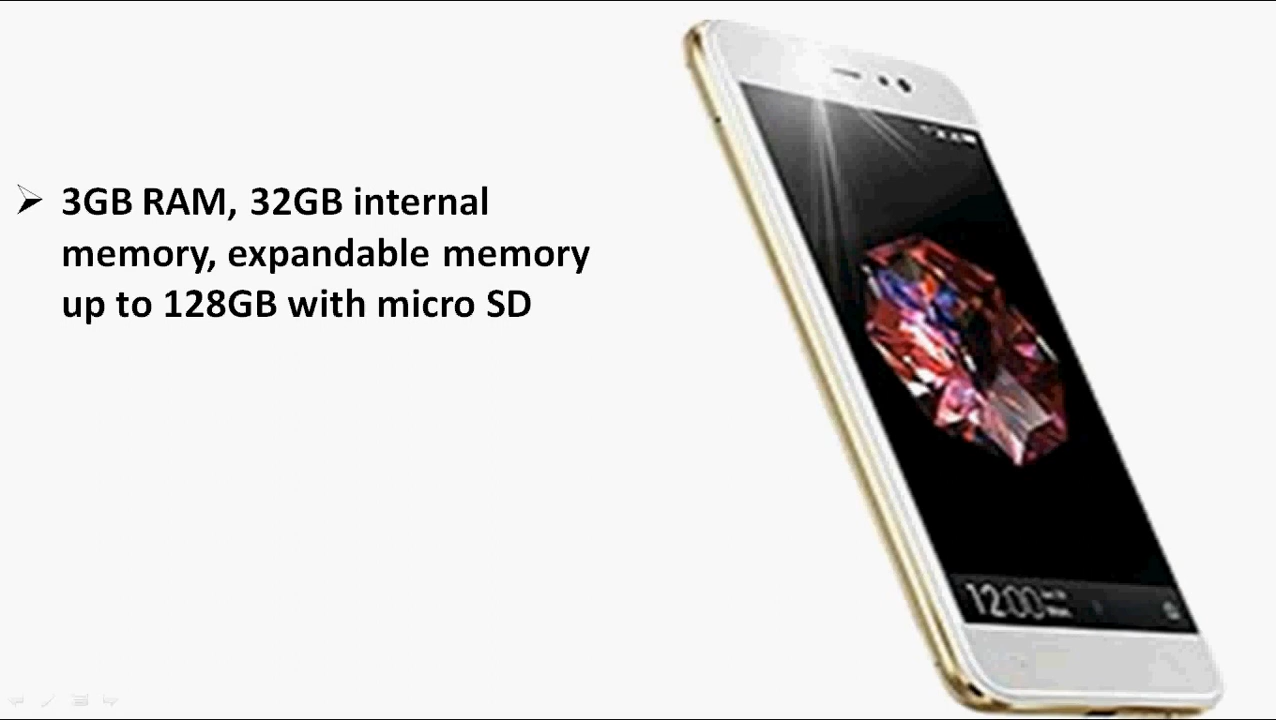 3GB RAM, 32GB internal
memory, expandable memory
up to 128GB with micro SD
12:00